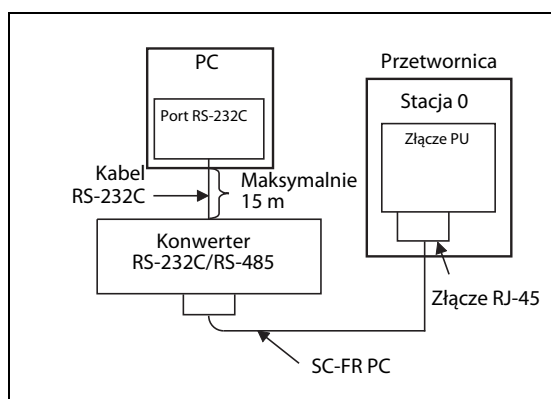 PC
Port RS-232C
Kabel
RS-232C
Maksymalnie
15 m
Konwerter
RS-232C/RS-485
Przetwornica
Stacja 0
Złącze PU
Złącze RJ-45
SC-FR PC